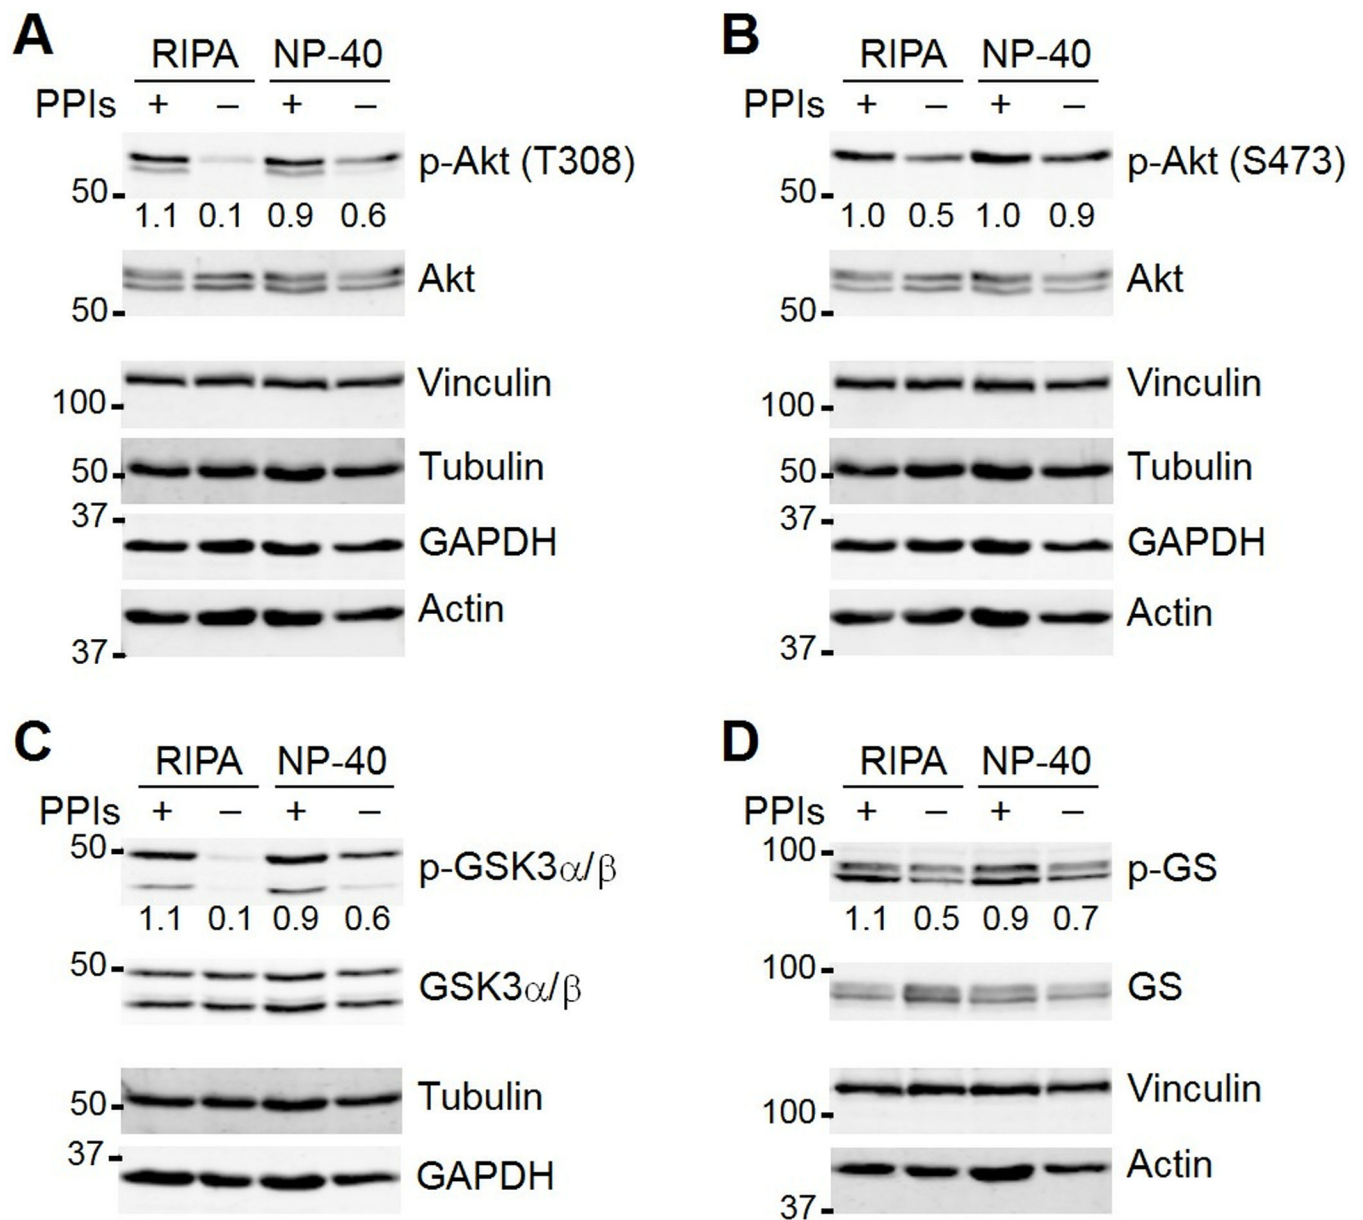 A
RIPA NP-40
PPIs + – + –
p-Akt (T308)
50
1.1 0.1 0.9 0.6
Akt
50
Vinculin
100
Tubulin
50
37
GAPDH
Actin
37
B
RIPA NP-40
PPIs + – + –
p-Akt (S473)
50
1.0 0.5 1.0 0.9
Akt
50
Vinculin
100
Tubulin
50
37
GAPDH
Actin
37
C
RIPA NP-40
PPIs + – + –
50
p-GSK3α/β
1.1 0.1 0.9 0.6
50
GSK3α/β
Tubulin
50
37
GAPDH
D
RIPA NP-40
PPIs + – + –
100
p-GS
1.1 0.5 0.9 0.7
100
GS
Vinculin
100
Actin
37